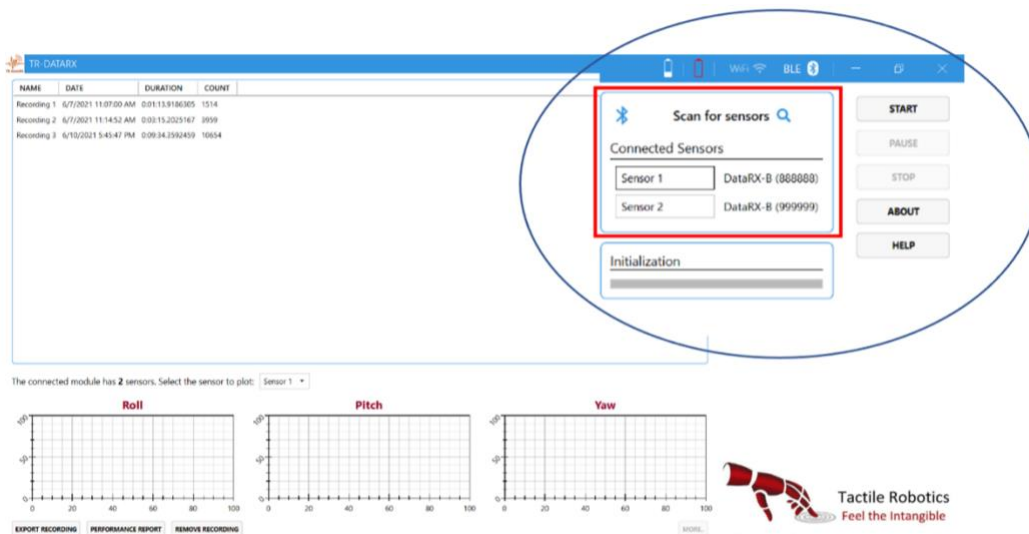 TR-DATARX
WiFi BLE
NAME DATE DURATION COUNT
Recording 1 6/7/2021 11:07:00 AM 0:01:13.9186305 1514
Recording 2 6/7/2021 11:14:52 AM 0:03:15.2025167 3959
Recording 3 6/10/2021 5:45:47 PM 0:09:34.3592459 10654
Scan for sensors
Connected Sensors
Sensor 1 DataRX-B (888888)
Sensor 2 DataRX-B (999999)
Initialization
START
PAUSE
STOP
ABOUT
HELP
The connected module has 2 sensors. Select the sensor to plot: Sensor 1
Roll
100
50
0
0 20 40 60 80 100
Pitch
100
50
0
0 20 40 60 80 100
Yaw
100
50
0
0 20 40 60 80 100
EXPORT RECORDING PERFORMANCE REPORT REMOVE RECORDING MORE..
Tactile Robotics
Feel the Intangible